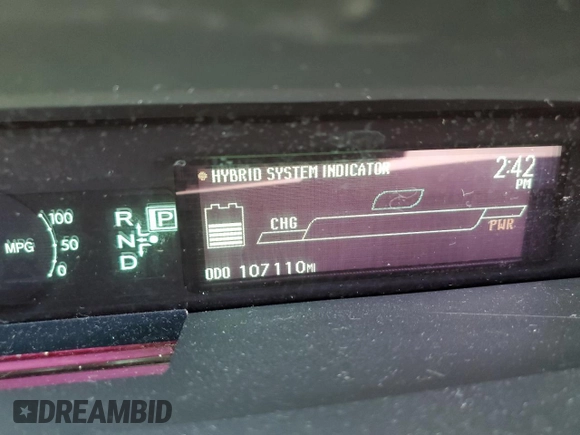 HYBRID SYSTEM INDICATOR
2:42
PM
100
50
0
MPG
R
N
D
P
CHG
PWR
ODO 107110MI
DREAMBID